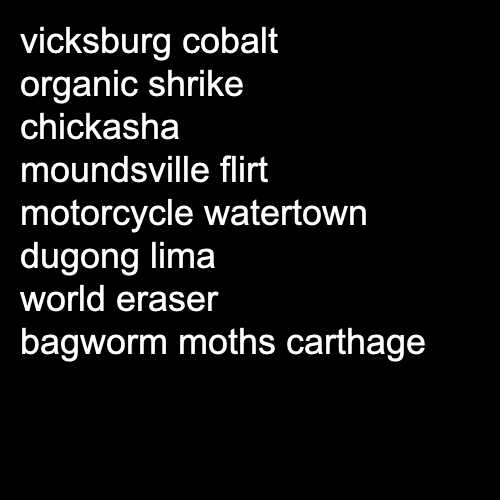 vicksburg cobalt
organic shrike
chickasha
moundsville flirt
motorcycle watertown
dugong lima
world eraser
bagworm moths carthage